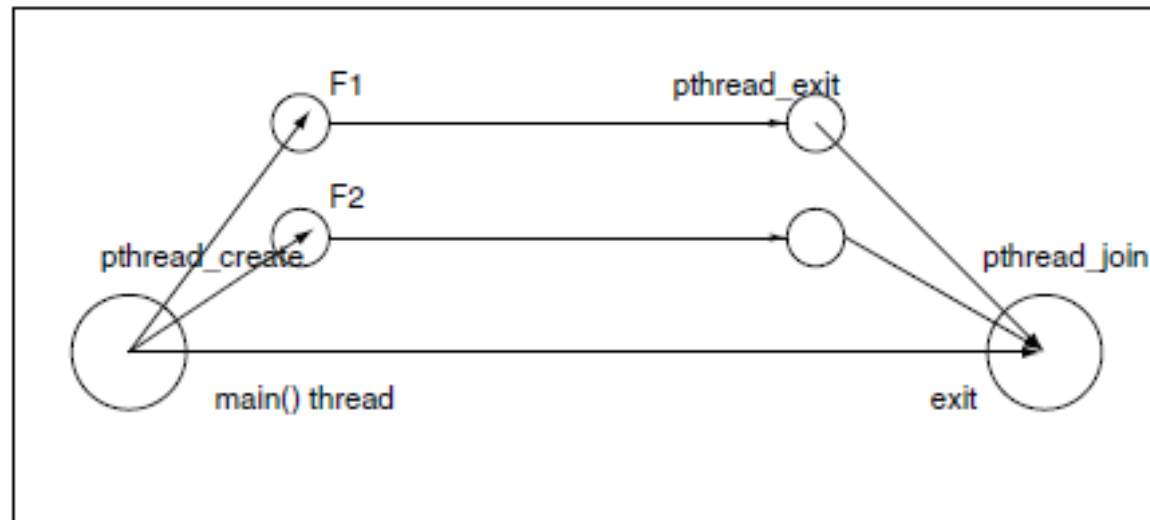 F1
pthread_exit
F2
pthread_create
pthread_join
main() thread
exit